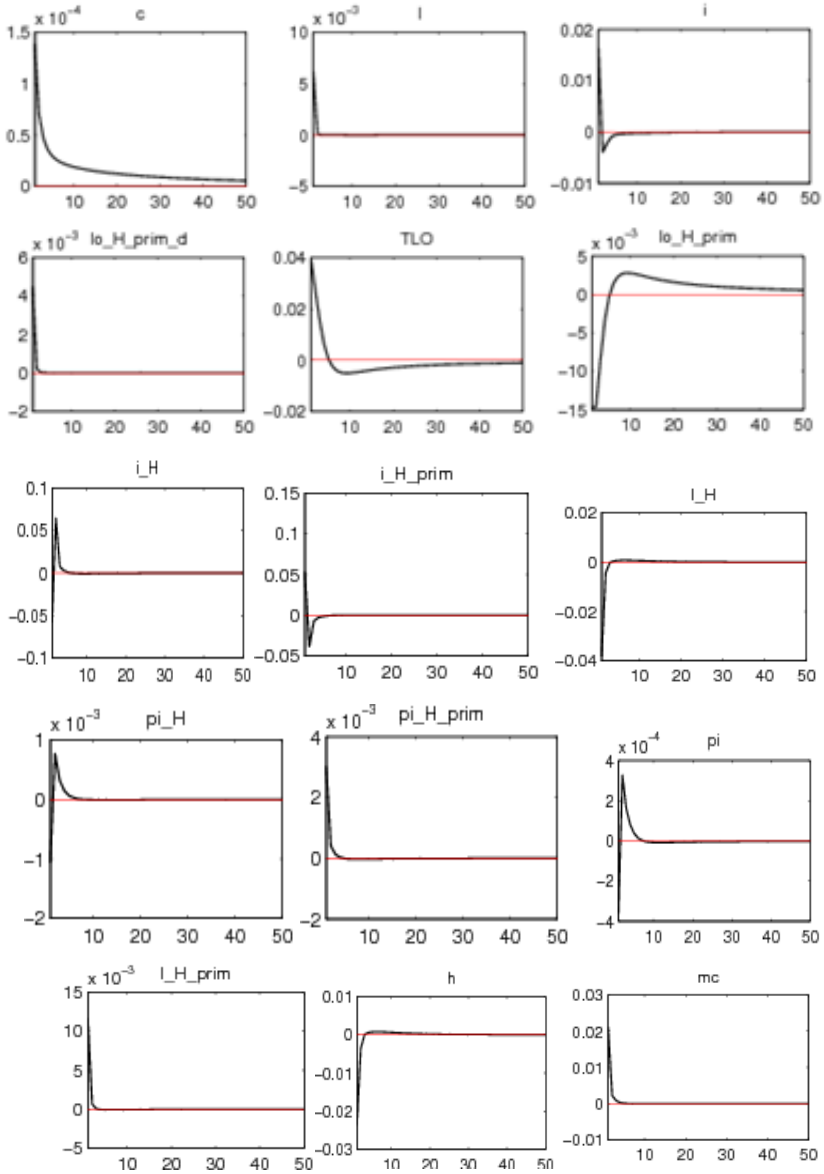 x 10⁻⁴
c
1.5
1
0.5
0
10 20 30 40 50
x 10⁻³
l
10
5
0
−5
10 20 30 40 50
i
0.02
0.01
0
−0.01
10 20 30 40 50
x 10⁻³
lo_H_prim_d
6
4
2
0
−2
10 20 30 40 50
TLO
0.04
0.02
0
−0.02
10 20 30 40 50
x 10⁻³
lo_H_prim
5
0
−5
−10
−15
10 20 30 40 50
i_H
0.1
0.05
0
−0.05
−0.1
10 20 30 40 50
i_H_prim
0.15
0.1
0.05
0
−0.05
10 20 30 40 50
l_H
0.02
0
−0.02
−0.04
10 20 30 40 50
x 10⁻³
pi_H
1
0
−1
−2
10 20 30 40 50
x 10⁻³
pi_H_prim
4
2
0
−2
10 20 30 40 50
x 10⁻⁴
pi
4
2
0
−2
−4
10 20 30 40 50
x 10⁻³
l_H_prim
15
10
5
0
−5
10 20 30 40 50
h
0.01
0
−0.01
−0.02
−0.03
10 20 30 40 50
mc
0.03
0.02
0.01
0
−0.01
10 20 30 40 50